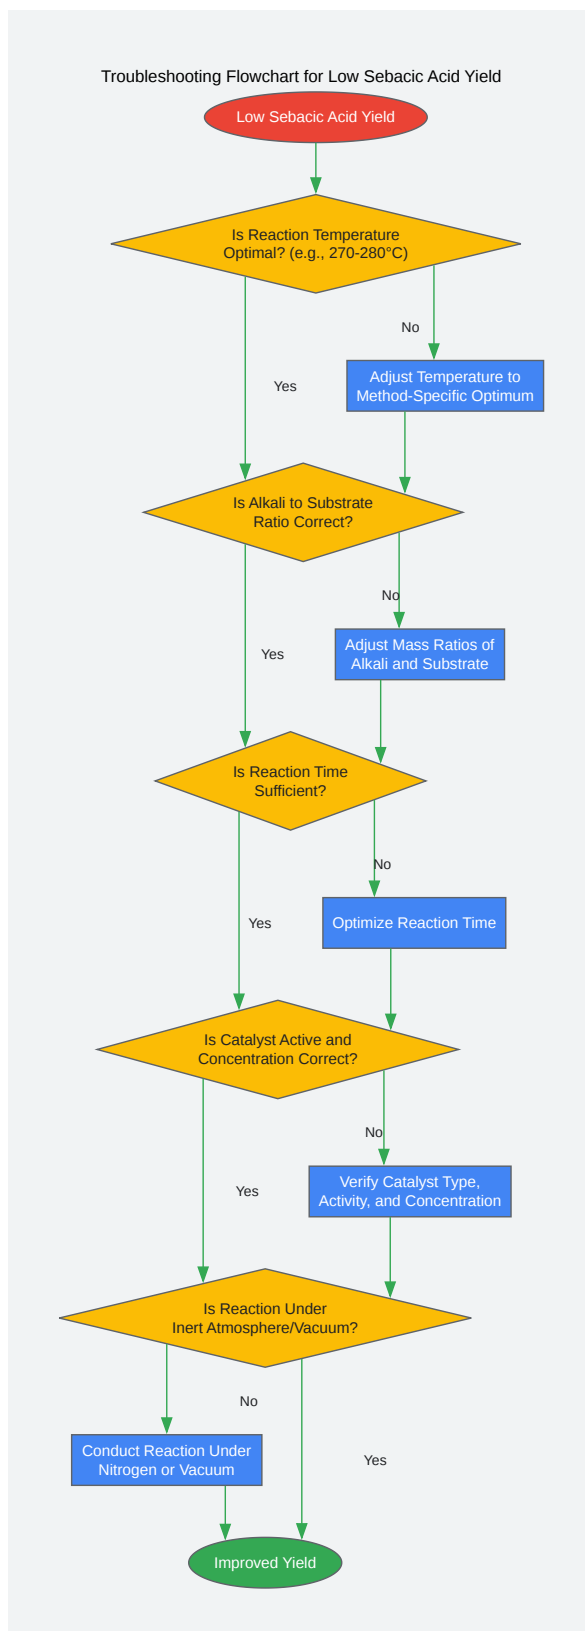 Troubleshooting Flowchart for Low Sebacic Acid Yield
Low Sebacic Acid Yield
Is Reaction Temperature
Optimal? (e.g., 270-280°C)
No
Yes
Adjust Temperature to
Method-Specific Optimum
Is Alkali to Substrate
Ratio Correct?
No
Yes
Adjust Mass Ratios of
Alkali and Substrate
Is Reaction Time
Sufficient?
No
Yes
Optimize Reaction Time
Is Catalyst Active and
Concentration Correct?
No
Yes
Verify Catalyst Type,
Activity, and Concentration
Is Reaction Under
Inert Atmosphere/Vacuum?
No
Yes
Conduct Reaction Under
Nitrogen or Vacuum
Improved Yield